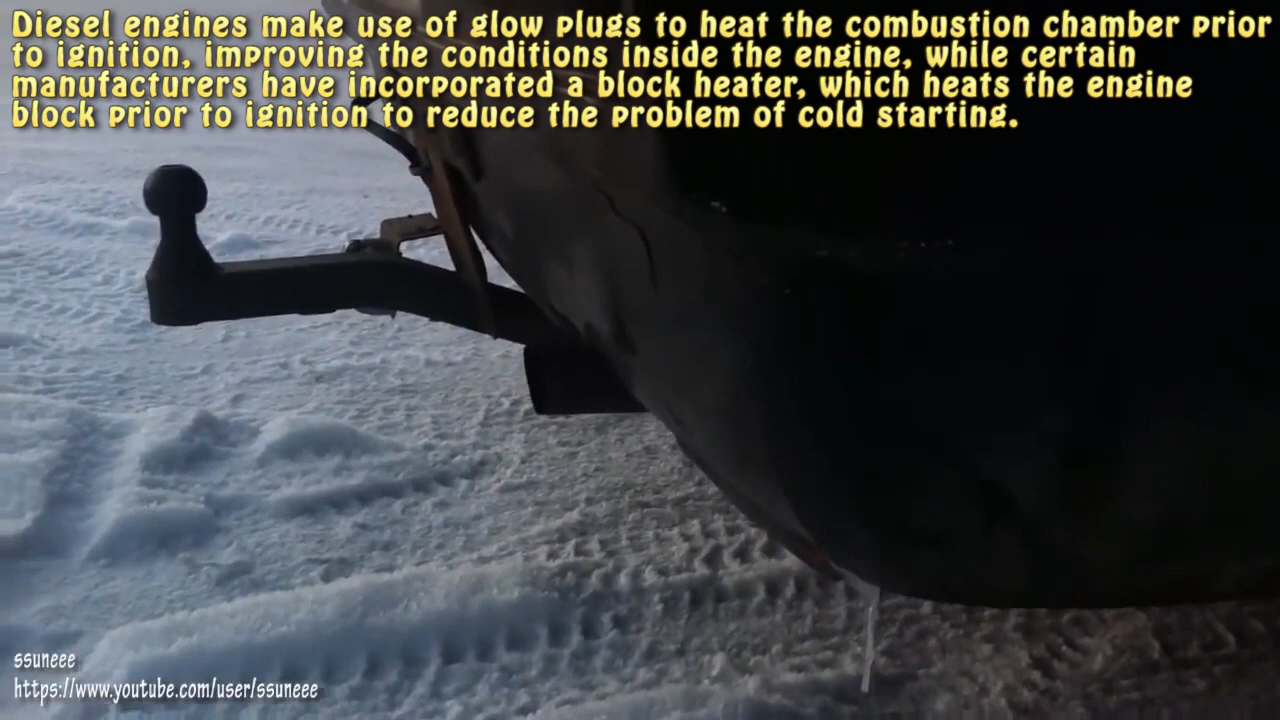 Diesel engines make use of glow plugs to heat the combustion chamber prior
to ignition, improving the conditions inside the engine, while certain
manufacturers have incorporated a block heater, which heats the engine
block prior to ignition to reduce the problem of cold starting.
ssuneee
https://www.youtube.com/user/ssuneee